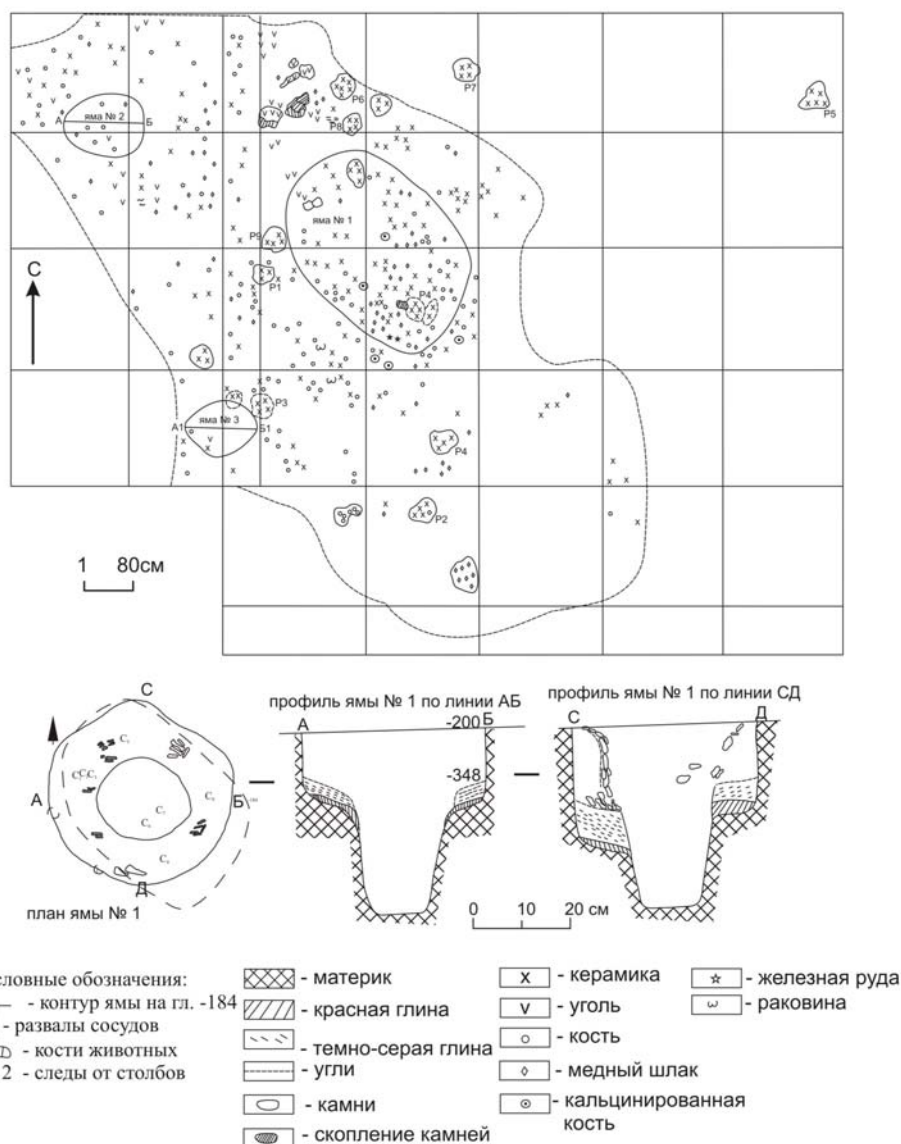 яма № 2
А
Б
Р6
Р7
Р5
Р8
яма № 1
Р9
Р1
С
Р4
Р3
яма № 3
А1
Б1
Р4
Р2
1 80см
С
А
Б
Д
план ямы № 1
профиль ямы № 1 по линии АБ
А
Б
-200
-348
профиль ямы № 1 по линии СД
С
Д
0 10 20 см
словные обозначения:
- контур ямы на гл. -184
- развалы сосудов
- кости животных
2 - следы от столбов
- материк
- красная глина
- темно-серая глина
- угли
- камни
- скопление камней
x - керамика
v - уголь
- кость
- медный шлак
- кальцинированная
кость
- железная руда
ω - раковина